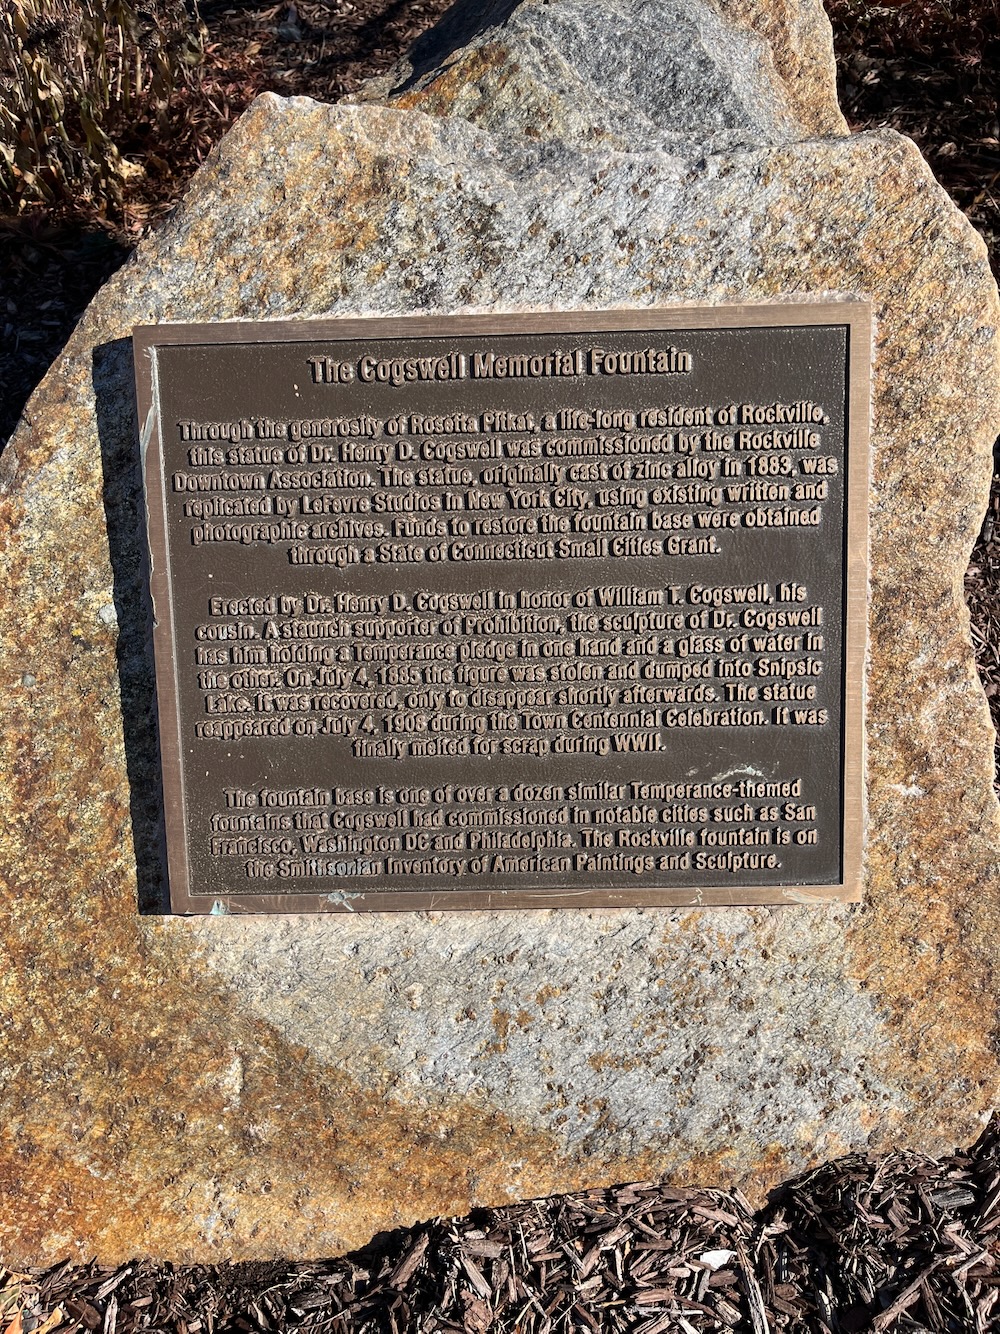 The Cogswell Memorial Fountain
Through the generosity of Rosetta Pitkat, a life-long resident of Rockville,
this statue of Dr. Henry D. Cogswell was commissioned by the Rockville
Downtown Association. The statue, originally cast of zinc alloy in 1883, was
replicated by LeFevre Studios in New York City, using existing written and
photographic archives. Funds to restore the fountain base were obtained
through a State of Connecticut Small Cities Grant.
Erected by Dr. Henry D. Cogswell in honor of William T. Cogswell, his
cousin. A staunch supporter of Prohibition, the sculpture of Dr. Cogswell
has him holding a Temperance pledge in one hand and a glass of water in
the other. On July 4, 1885 the figure was stolen and dumped into Snipsic
Lake. It was recovered, only to disappear shortly afterwards. The statue
reappeared on July 4, 1908 during the Town Centennial Celebration. It was
finally melted for scrap during WWII.
The fountain base is one of over a dozen similar Temperance-themed
fountains that Cogswell had commissioned in notable cities such as San
Francisco, Washington DC and Philadelphia. The Rockville fountain is on
the Smithsonian Inventory of American Paintings and Sculpture.